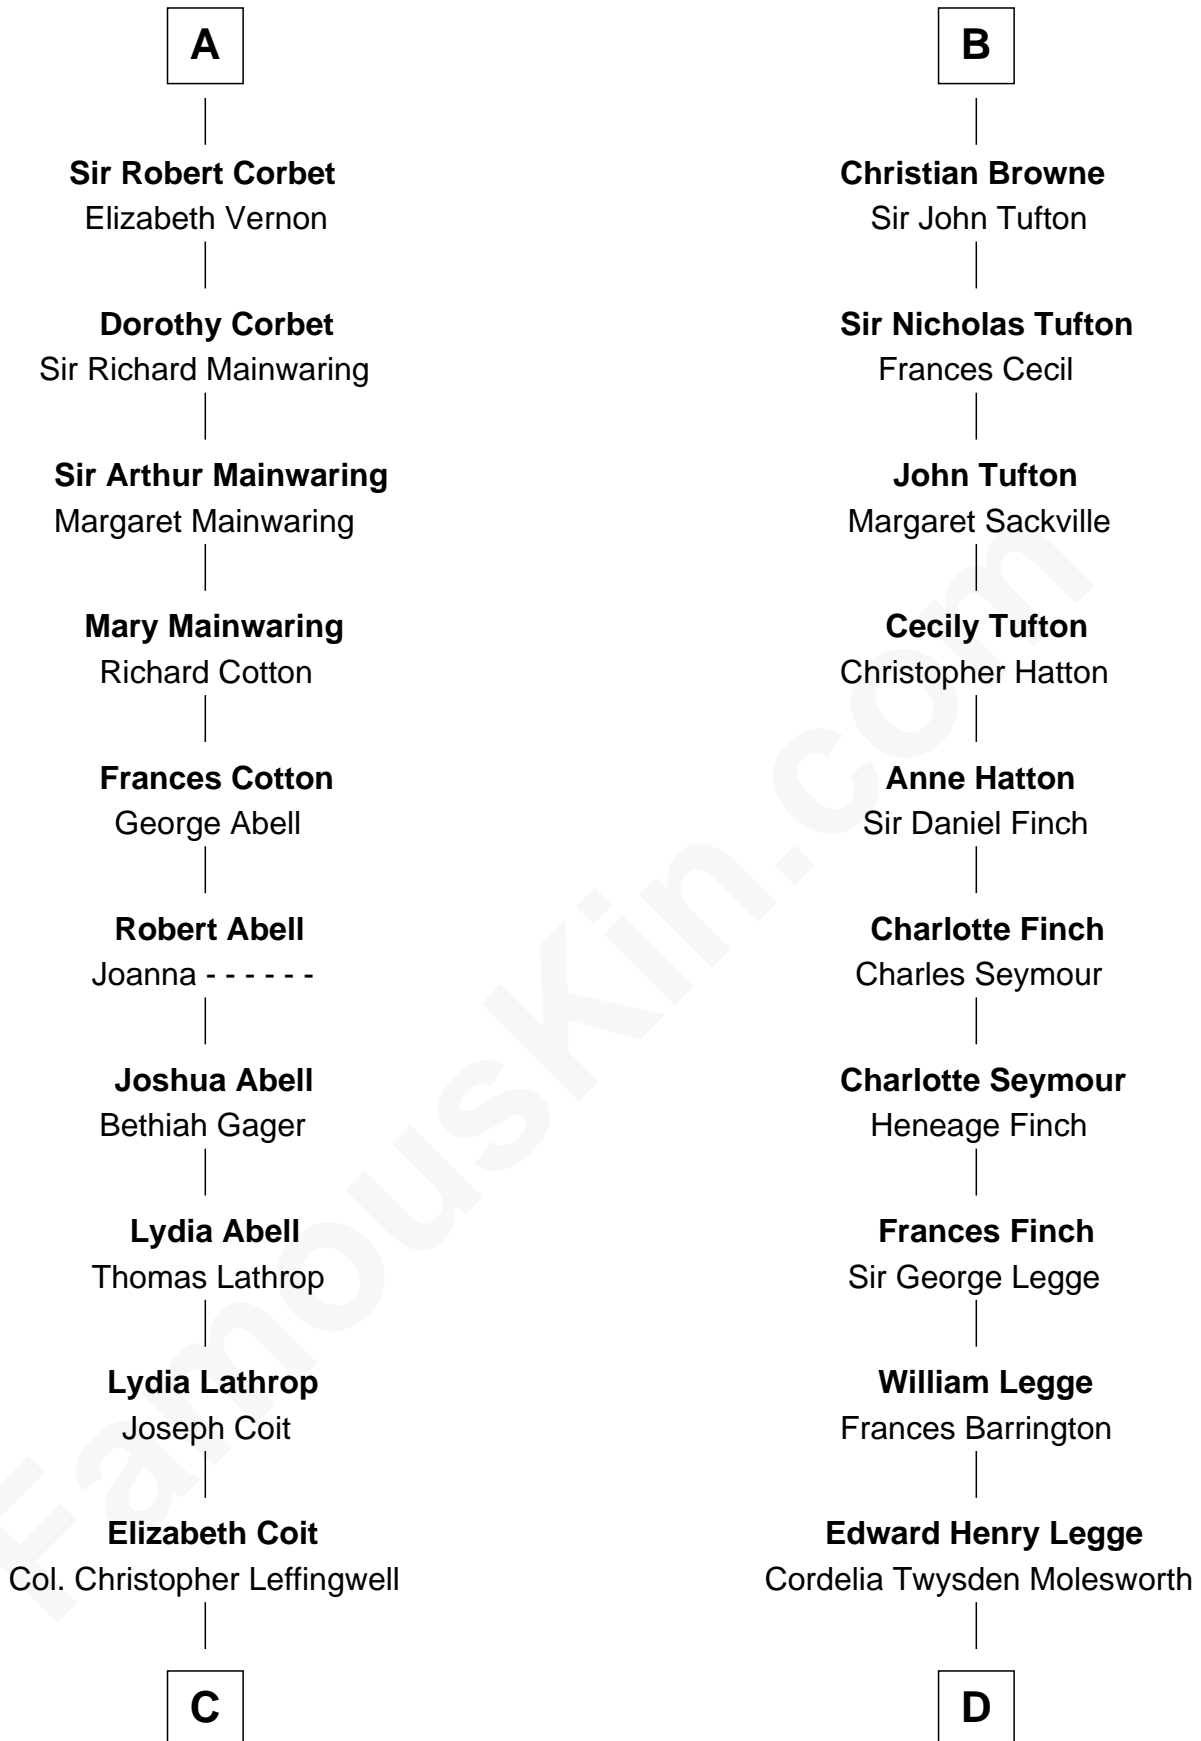 A
Sir Robert Corbet
Elizabeth Vernon
Dorothy Corbet
Sir Richard Mainwaring
Sir Arthur Mainwaring
Margaret Mainwaring
Mary Mainwaring
Richard Cotton
Frances Cotton
George Abell
Robert Abell
Joanna - - - - - -
Joshua Abell
Bethiah Gager
Lydia Abell
Thomas Lathrop
Lydia Lathrop
Joseph Coit
Elizabeth Coit
Col. Christopher Leffingwell
C
B
Christian Browne
Sir John Tufton
Sir Nicholas Tufton
Frances Cecil
John Tufton
Margaret Sackville
Cecily Tufton
Christopher Hatton
Anne Hatton
Sir Daniel Finch
Charlotte Finch
Charles Seymour
Charlotte Seymour
Heneage Finch
Frances Finch
Sir George Legge
William Legge
Frances Barrington
Edward Henry Legge
Cordelia Twysden Molesworth
D
FamousKin.com